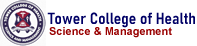 Tower College of Health
Science & Management